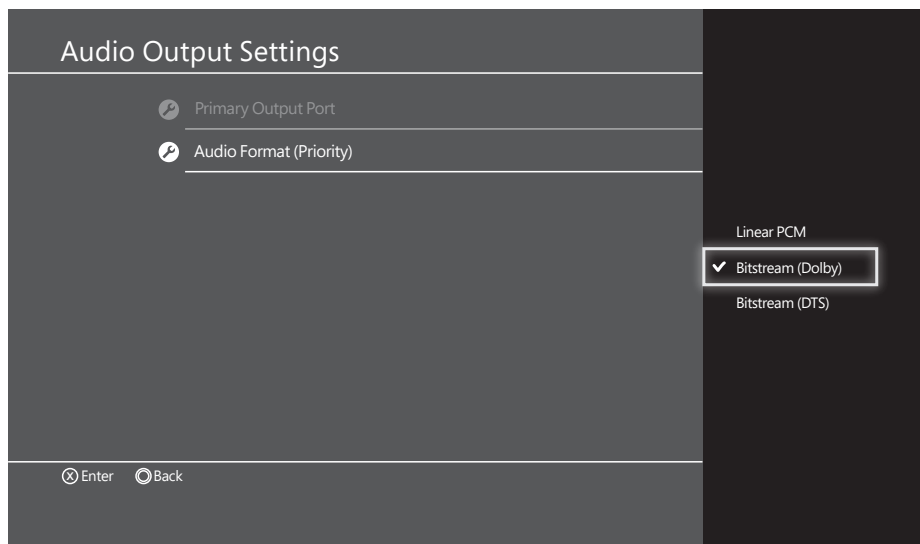 Audio Output Settings
Primary Output Port
Audio Format (Priority)
Linear PCM
Bitstream (Dolby)
Bitstream (DTS)
X Enter Back